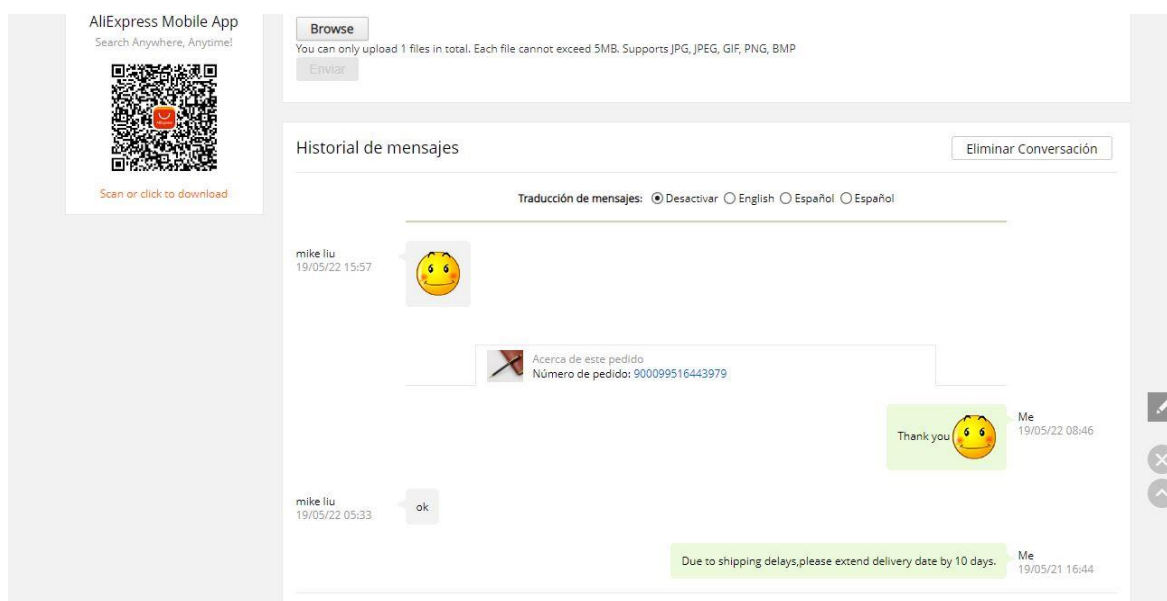 AliExpress Mobile App
Search Anywhere, Anytime!
Scan or click to download
Browse
You can only upload 1 files in total. Each file cannot exceed 5MB. Supports JPG, JPEG, GIF, PNG, BMP
Enviar
Historial de mensajes
Eliminar Conversación
Traducción de mensajes: Desactivar English Español Español
mike liu
19/05/22 15:57
Acerca de este pedido
Número de pedido: 900099516443979
Thank you
Me
19/05/22 08:46
mike liu
19/05/22 05:33
ok
Due to shipping delays,please extend delivery date by 10 days.
Me
19/05/21 16:44